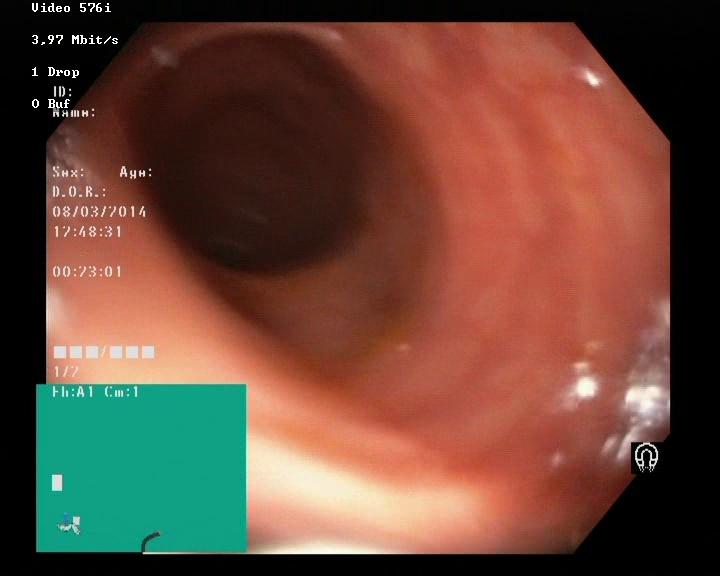 Video 576i
3,97 Mbit/s
1 Drop
0 Buf
ID:
Name:
Sex: Age:
D.O.B.:
08/03/2014
12:48:31
00:23:01
/
1/2
Eh:A1 Cm:1